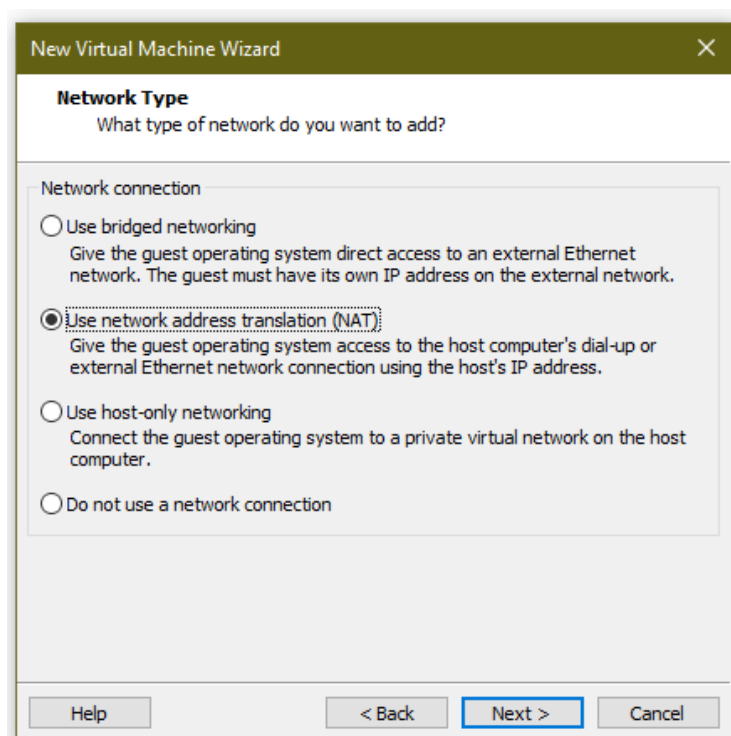 New Virtual Machine Wizard
Network Type
What type of network do you want to add?
Network connection
Use bridged networking
Give the guest operating system direct access to an external Ethernet
network. The guest must have its own IP address on the external network.
Use network address translation (NAT)
Give the guest operating system access to the host computer's dial-up or
external Ethernet network connection using the host's IP address.
Use host-only networking
Connect the guest operating system to a private virtual network on the host
computer.
Do not use a network connection
Help
< Back
Next >
Cancel